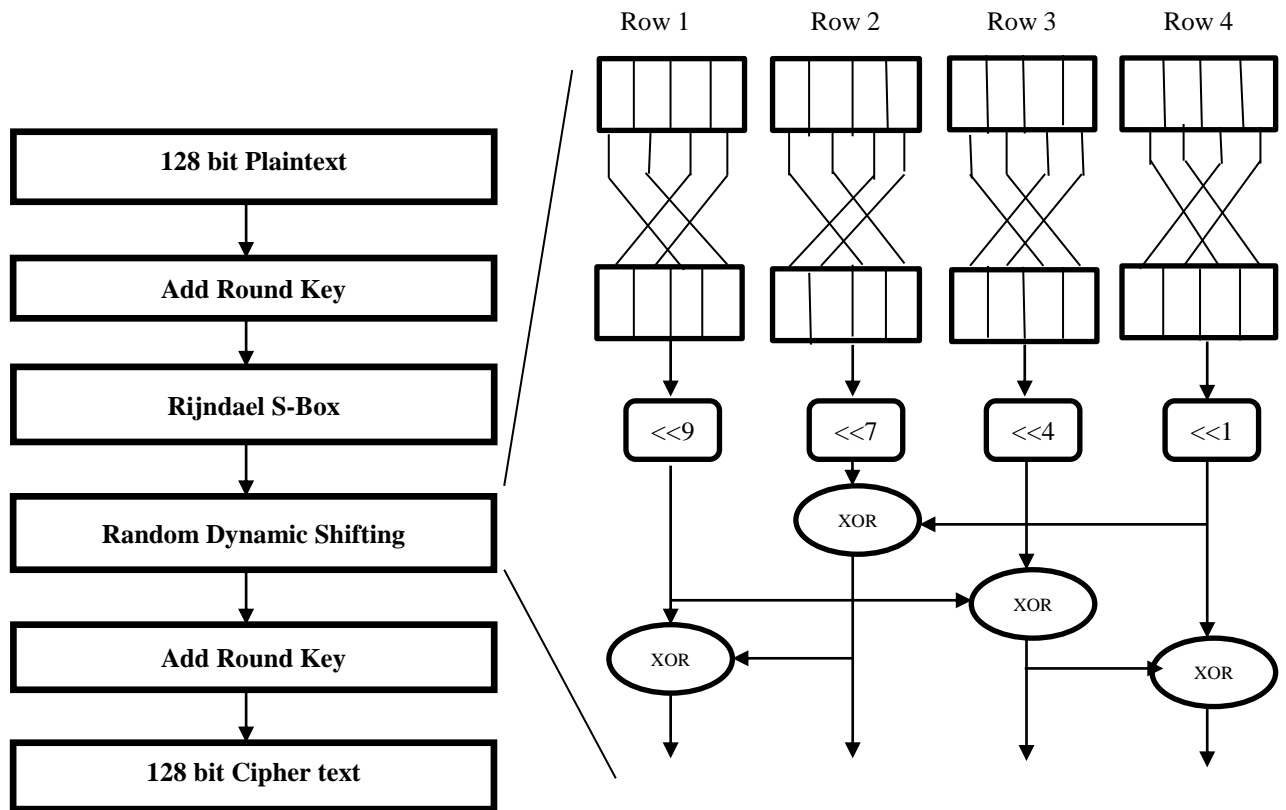 Row 1 Row 2 Row 3 Row 4
128 bit Plaintext
Add Round Key
Rijndael S-Box
Random Dynamic Shifting
Add Round Key
128 bit Cipher text
<<9 <<7 <<4 <<1
XOR
XOR
XOR
XOR